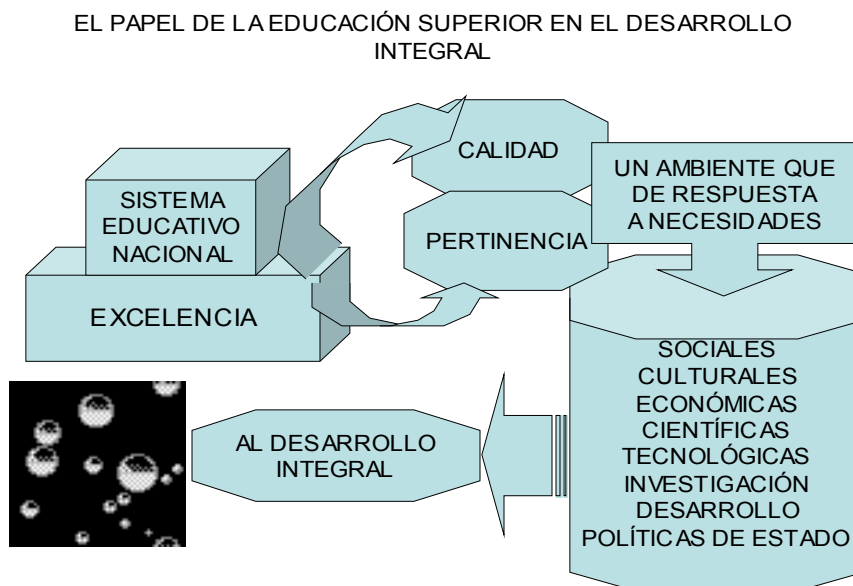 EL PAPEL DE LA EDUCACIÓN SUPERIOR EN EL DESARROLLO
INTEGRAL
SISTEMA
EDUCATIVO
NACIONAL
EXCELENCIA
CALIDAD
PERTINENCIA
UN AMBIENTE QUE
DE RESPUESTA
A NECESIDADES
SOCIALES
CULTURALES
ECONÓMICAS
CIENTÍFICAS
TECNOLÓGICAS
INVESTIGACIÓN
DESARROLLO
POLÍTICAS DE ESTADO
AL DESARROLLO
INTEGRAL